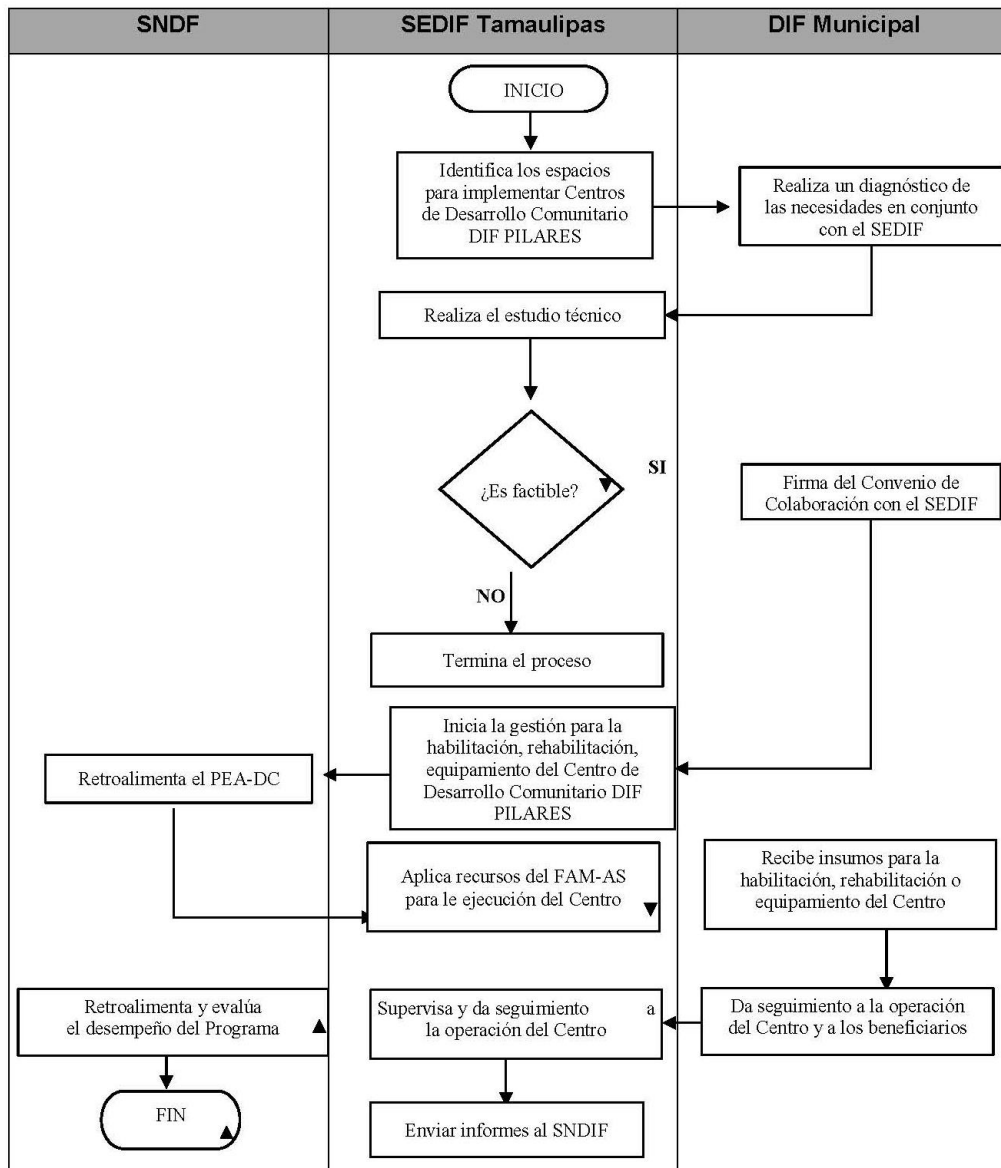 SNDF
SEDIF Tamaulipas
DIF Municipal
INICIO
Identifica los espacios
para implementar Centros
de Desarrollo Comunitario
DIF PILARES
Realiza un diagnóstico de
las necesidades en conjunto
con el SEDIF
Realiza el estudio técnico
¿Es factible?
SI
Firma del Convenio de
Colaboración con el SEDIF
NO
Termina el proceso
Inicia la gestión para la
habilitación, rehabilitación,
equipamiento del Centro de
Desarrollo Comunitario DIF
PILARES
Retroalimenta el PEA-DC
Aplica recursos del FAM-AS
para le ejecución del Centro
Recibe insumos para la
habilitación, rehabilitación o
equipamiento del Centro
Da seguimiento a la operación
del Centro y a los beneficiarios
Supervisa y da seguimiento a
la operación del Centro
Retroalimenta y evalúa
el desempeño del Programa
Enviar informes al SNDIF
FIN